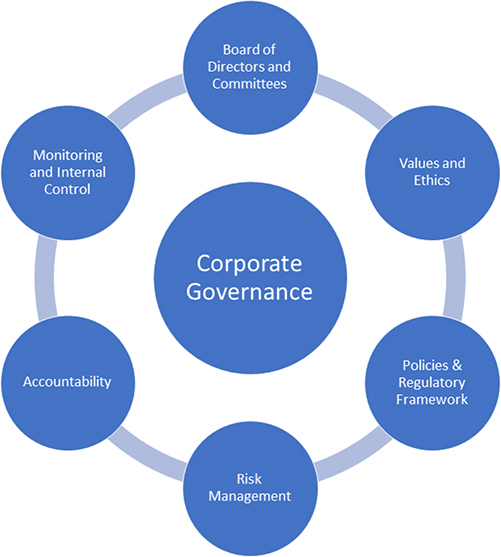 Board of
Directors and
Committees
Monitoring
and Internal
Control
Values and
Ethics
Corporate
Governance
Accountability
Policies &
Regulatory
Framework
Risk
Management